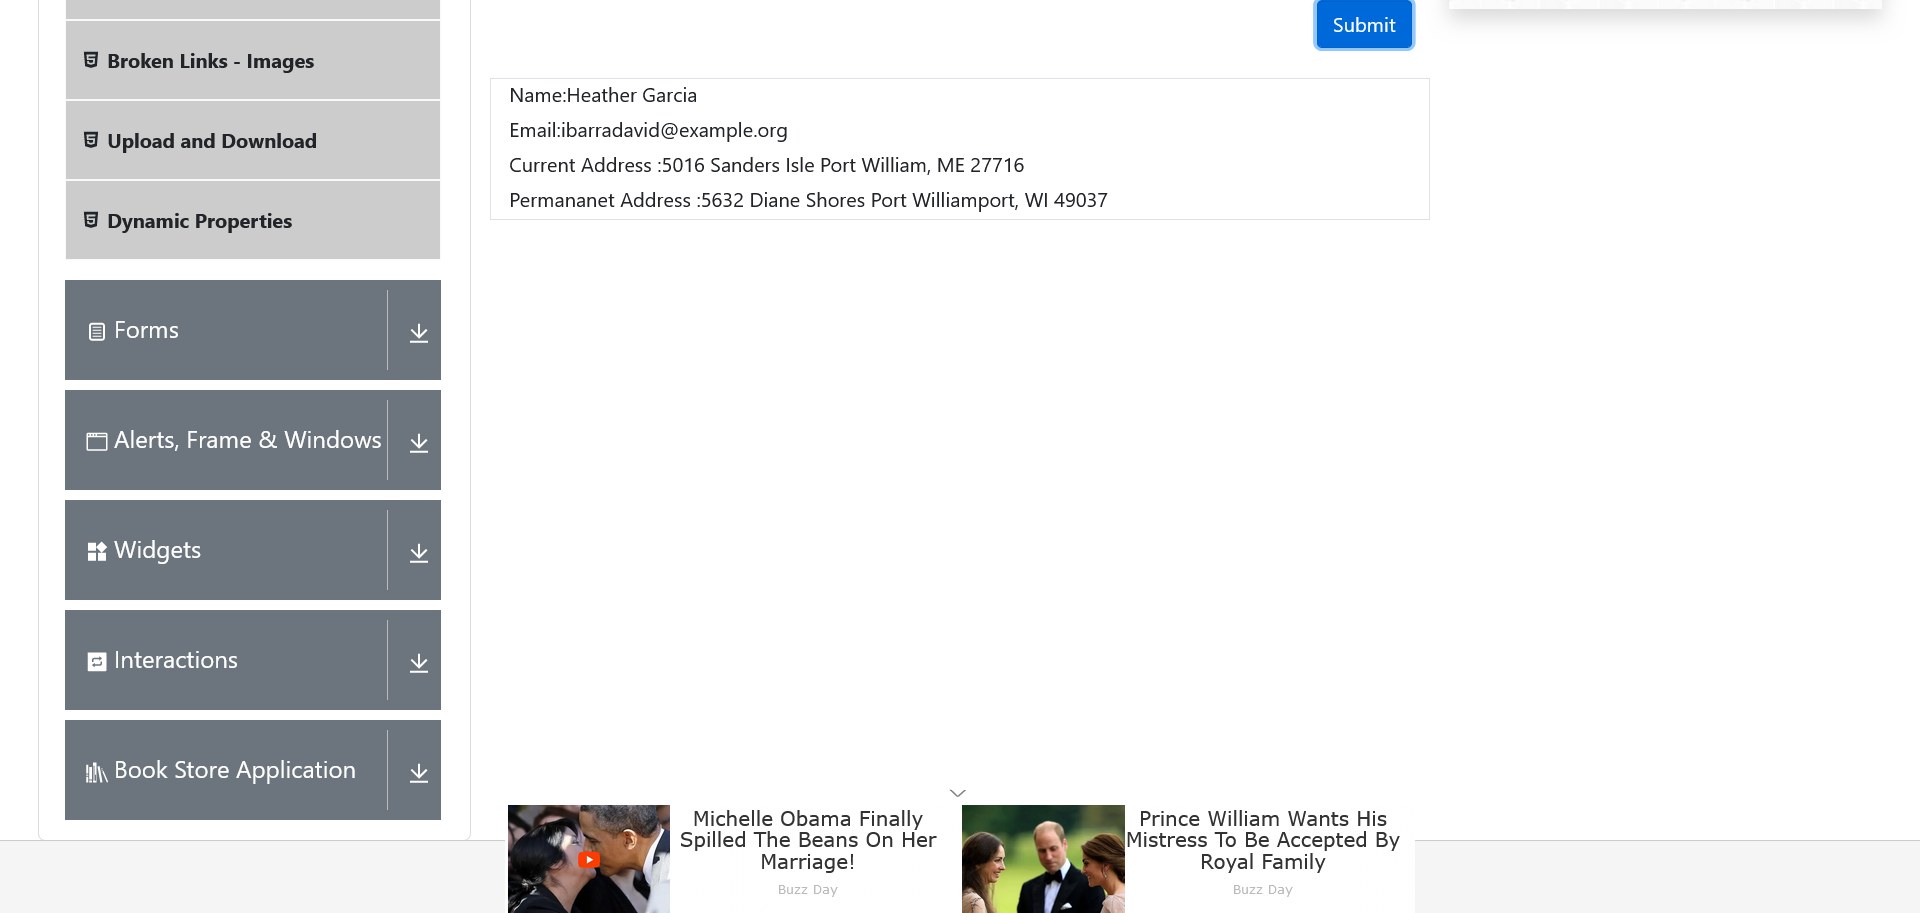 Submit
Broken Links - Images
Upload and Download
Dynamic Properties
Name:Heather Garcia
Email:ibarradavid@example.org
Current Address :5016 Sanders Isle Port William, ME 27716
Permananet Address :5632 Diane Shores Port Williamport, WI 49037
Forms
Alerts, Frame & Windows
Widgets
Interactions
Book Store Application
Michelle Obama Finally
Spilled The Beans On Her
Marriage!
Buzz Day
Prince William Wants His
Mistress To Be Accepted By
Royal Family
Buzz Day